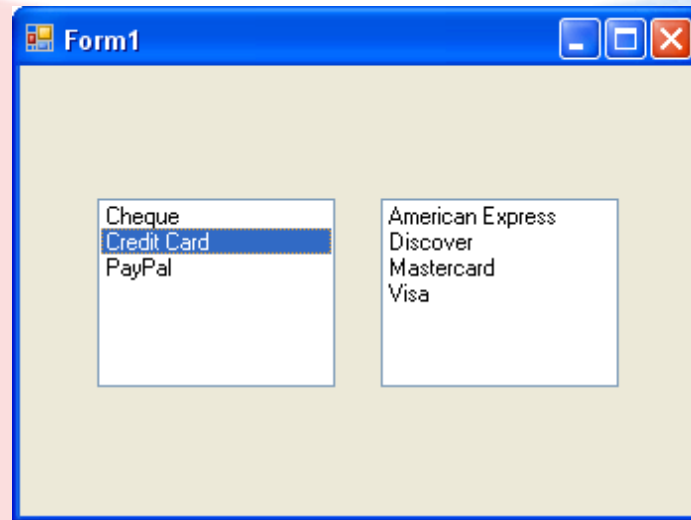 Form1
Cheque
Credit Card
PayPal
American Express
Discover
Mastercard
Visa